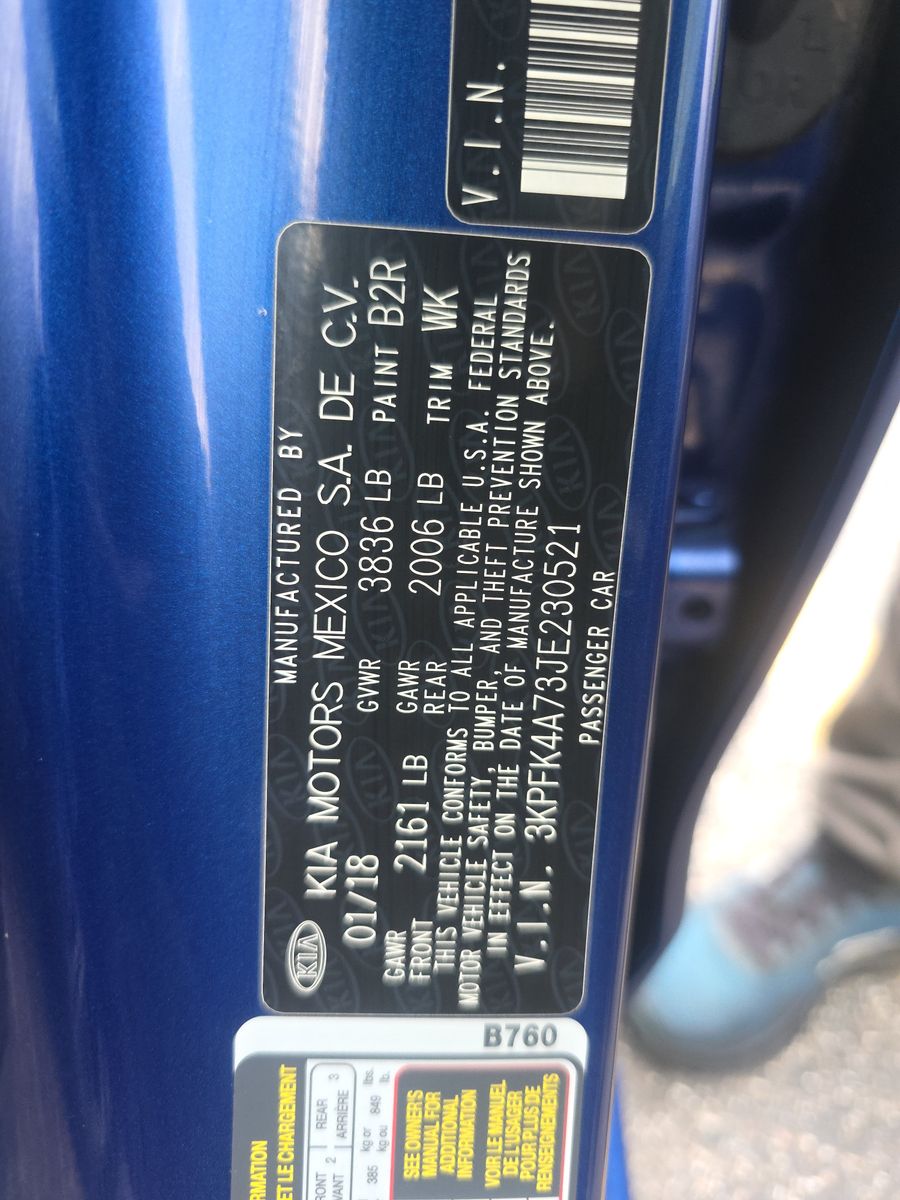 V.I.N.
MANUFACTURED BY
KIA KIA MOTORS MEXICO S.A. DE C.V.
01/18 GVWR 3836 LB PAINT B2R
GAWR FRONT 2161 LB GAWR REAR 2006 LB TRIM WK
THIS VEHICLE CONFORMS TO ALL APPLICABLE U.S.A. FEDERAL
MOTOR VEHICLE SAFETY, BUMPER, AND THEFT PREVENTION STANDARDS
IN EFFECT ON THE DATE OF MANUFACTURE SHOWN ABOVE.
V.I.N. 3KPFK4A73JE230521
PASSENGER CAR
B760
ET LE CHARGEMENT
2 REAR 3
ARRIÈRE
385 kg or 849 lbs.
kg ou lb.
SEE OWNER'S
MANUAL FOR
ADDITIONAL
INFORMATION
VOIR LE MANUEL
DE L'USAGER
POUR PLUS DE
RENSEIGNEMENTS